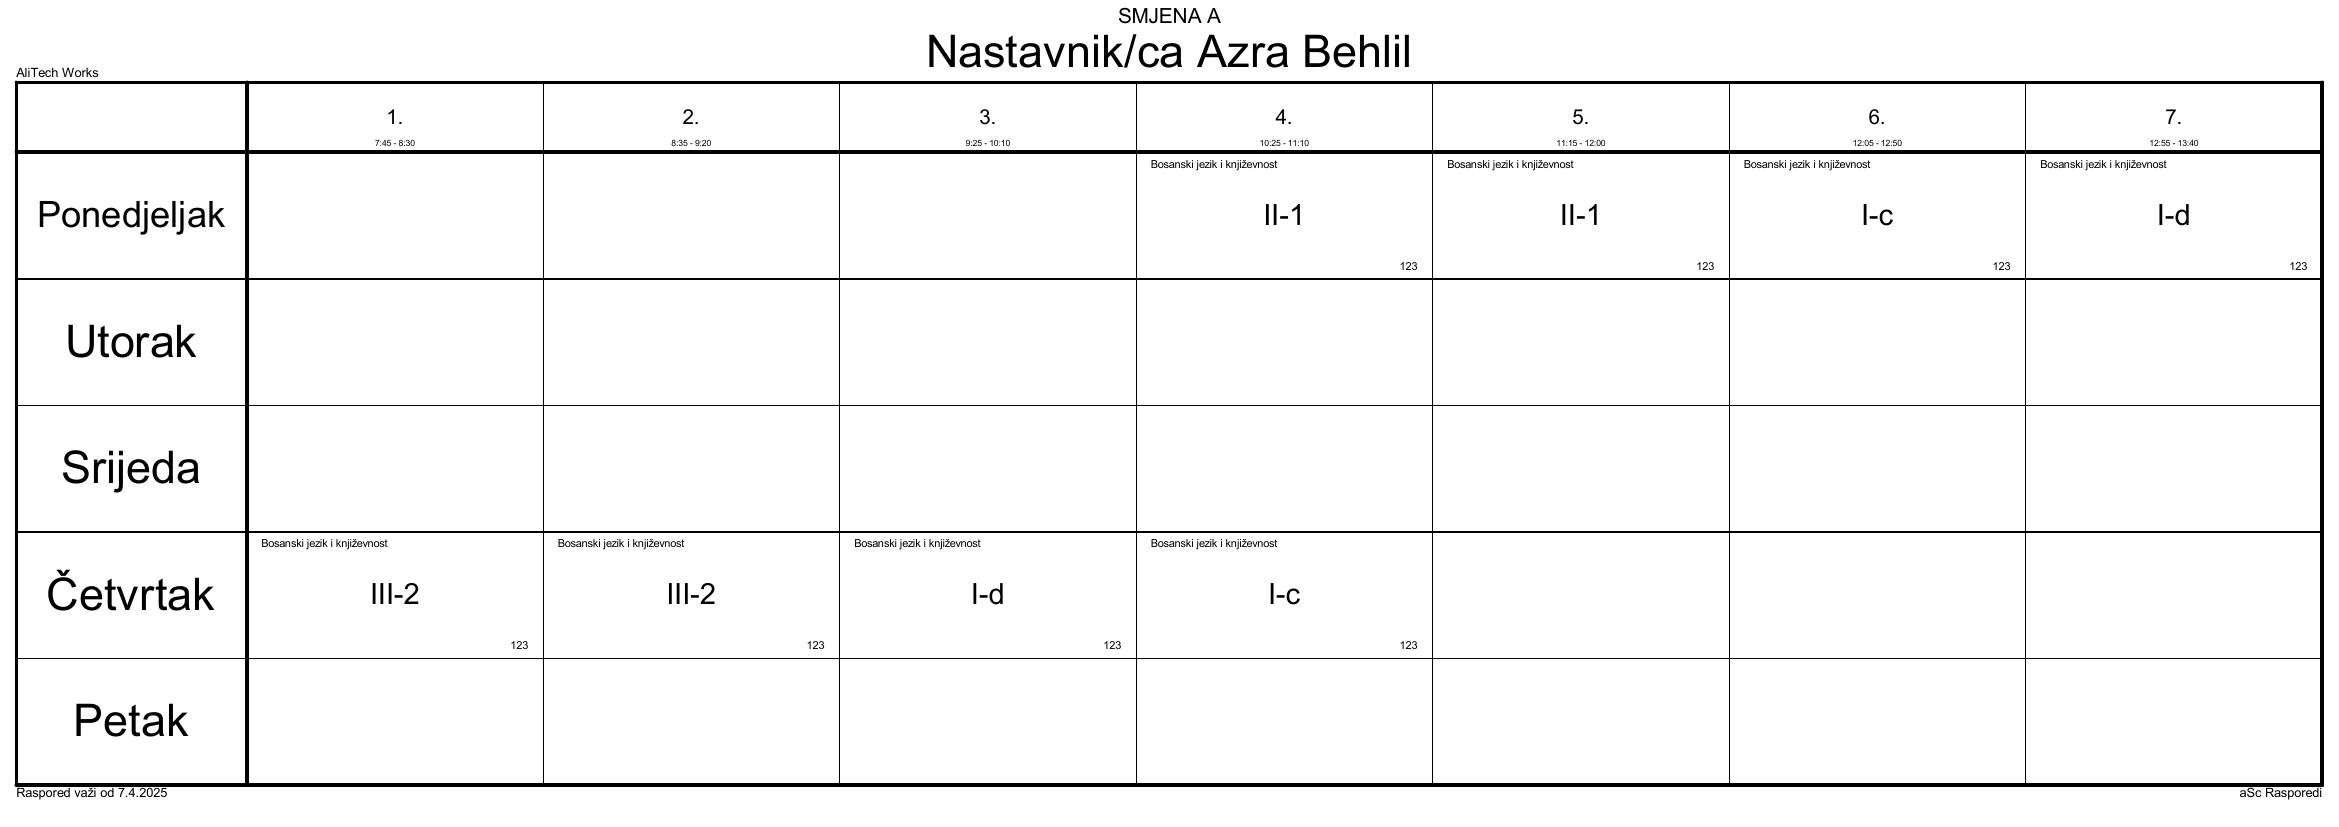 SMJENA A
Nastavnik/ca Azra Behlil
AliTech Works
1. 2. 3. 4. 5. 6. 7.
7:45 - 8:30 8:35 - 9:20 9:25 - 10:10 10:25 - 11:10 11:15 - 12:00 12:05 - 12:50 12:55 - 13:40
Bosanski jezik i književnost Bosanski jezik i književnost Bosanski jezik i književnost Bosanski jezik i književnost
Ponedjeljak II-1 II-1 I-c I-d
123 123 123 123
Utorak
Srijeda
Bosanski jezik i književnost Bosanski jezik i književnost Bosanski jezik i književnost Bosanski jezik i književnost
Četvrtak III-2 III-2 I-d I-c
123 123 123 123
Petak
Raspored važi od 7.4.2025 aSc Rasporedi